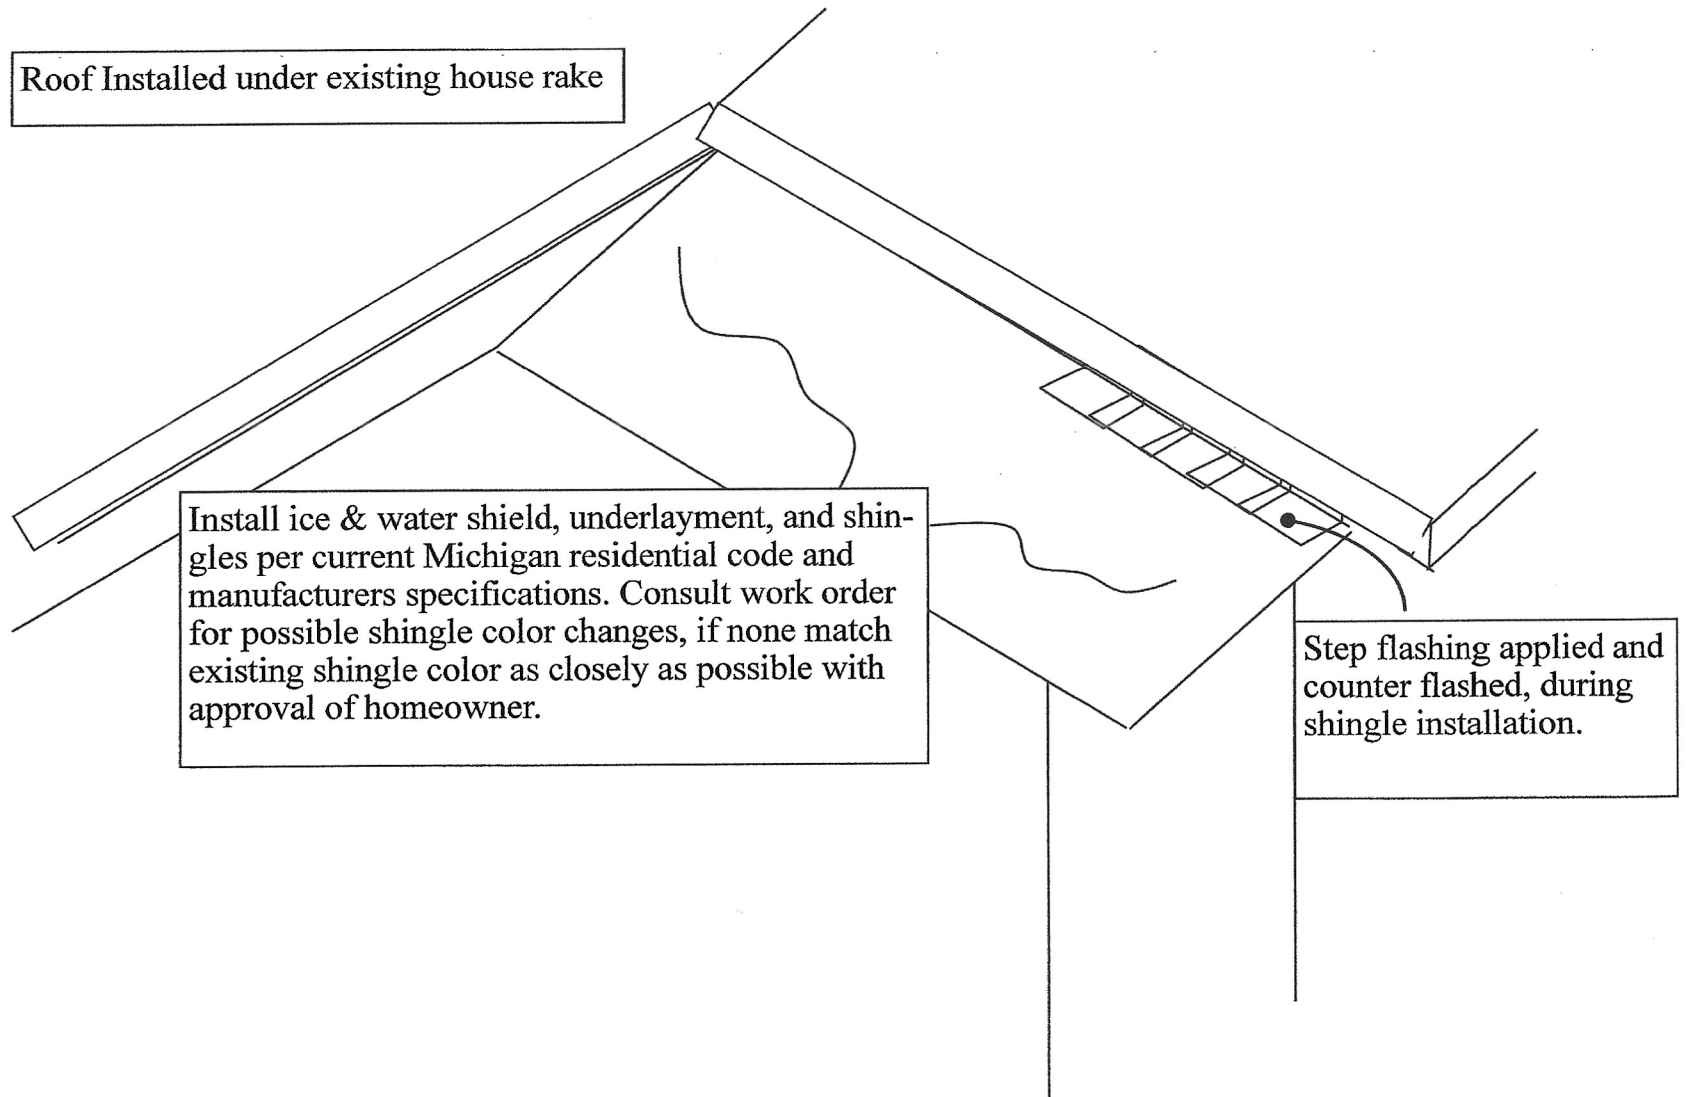 Roof Installed under existing house rake
Install ice & water shield, underlayment, and shin-
gles per current Michigan residential code and
manufacturers specifications. Consult work order
for possible shingle color changes, if none match
existing shingle color as closely as possible with
approval of homeowner.
Step flashing applied and
counter flashed, during
shingle installation.